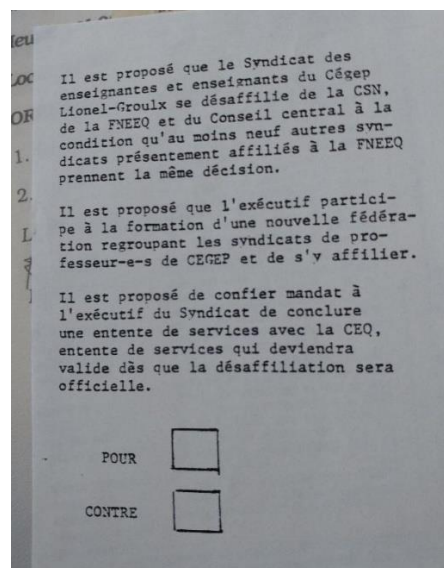 Il est proposé que le Syndicat des
enseignantes et enseignants du Cégep
Lionel-Groulx se désaffilie de la CSN,
de la FNEEQ et du Conseil central à la
condition qu'au moins neuf autres syn-
dicats présentement affiliés à la FNEEQ
prennent la même décision.
Il est proposé que l'exécutif partici-
pe à la formation d'une nouvelle fédéra-
tion regroupant les syndicats de pro-
fesseur-e-s de CEGEP et de s'y affilier.
Il est proposé de confier mandat à
l'exécutif du Syndicat de conclure
une entente de services avec la CEQ,
entente de services qui deviendra
valide dès que la désaffiliation sera
officielle.
POUR
CONTRE
1.
2.